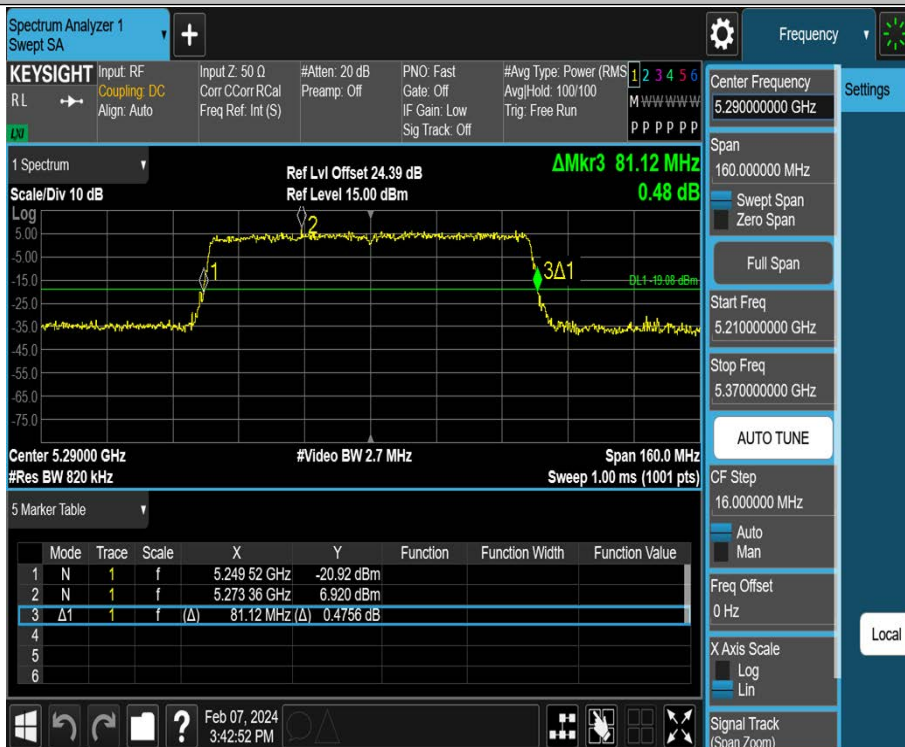 Spectrum Analyzer 1
Swept SA
+
Frequency
KEYSIGHT
RL
LXI
Input: RF
Coupling: DC
Align: Auto
Input Z: 50 Ω
Corr CCorr RCal
Freq Ref: Int (S)
#Atten: 20 dB
Preamp: Off
PNO: Fast
Gate: Off
IF Gain: Low
Sig Track: Off
#Avg Type: Power (RMS
Avg|Hold: 100/100
Trig: Free Run
1 2 3 4 5 6
M W W W W W
P P P P P P
1 Spectrum
Scale/Div 10 dB
Ref Lvl Offset 24.39 dB
Ref Level 15.00 dBm
ΔMkr3 81.12 MHz
0.48 dB
Log
5.00
-5.00
-15.0
-25.0
-35.0
-45.0
-55.0
-65.0
-75.0
1
2
3Δ1
DL1 -19.08 dBm
Center 5.29000 GHz
#Video BW 2.7 MHz
Span 160.0 MHz
#Res BW 820 kHz
Sweep 1.00 ms (1001 pts)
5 Marker Table
Mode Trace Scale X Y Function Function Width Function Value
1 N 1 f 5.249 52 GHz -20.92 dBm
2 N 1 f 5.273 36 GHz 6.920 dBm
3 Δ1 1 f (Δ) 81.12 MHz (Δ) 0.4756 dB
4
5
6
?
Feb 07, 2024
3:42:52 PM
Center Frequency
5.290000000 GHz
Settings
Span
160.000000 MHz
Swept Span
Zero Span
Full Span
Start Freq
5.210000000 GHz
Stop Freq
5.370000000 GHz
AUTO TUNE
CF Step
16.000000 MHz
Auto
Man
Freq Offset
0 Hz
Local
X Axis Scale
Log
Lin
Signal Track
(Span Zoom)